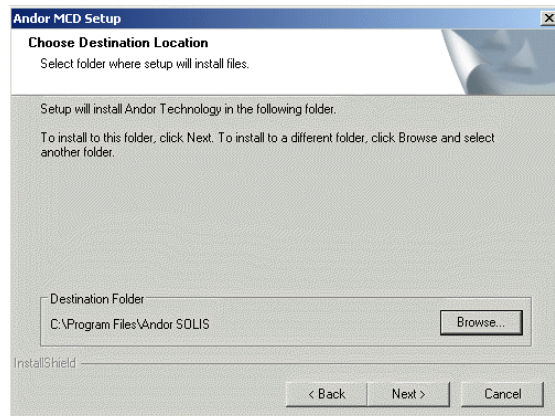 Andor MCD Setup
Choose Destination Location
Select folder where setup will install files.
Setup will install Andor Technology in the following folder.
To install to this folder, click Next. To install to a different folder, click Browse and select
another folder.
Destination Folder
C:\Program Files\Andor SOLIS
Browse...
InstallShield
< Back
Next >
Cancel